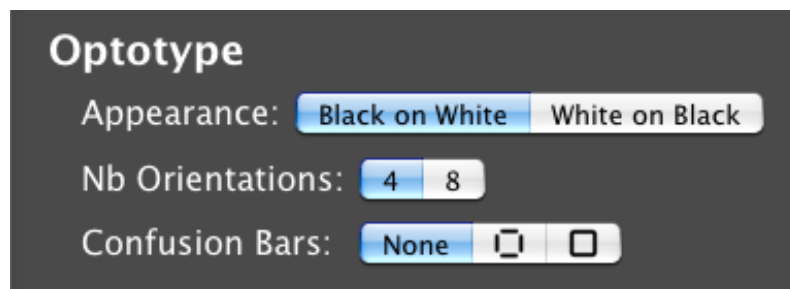 Optotype
Appearance: Black on White White on Black
Nb Orientations: 4 8
Confusion Bars: None